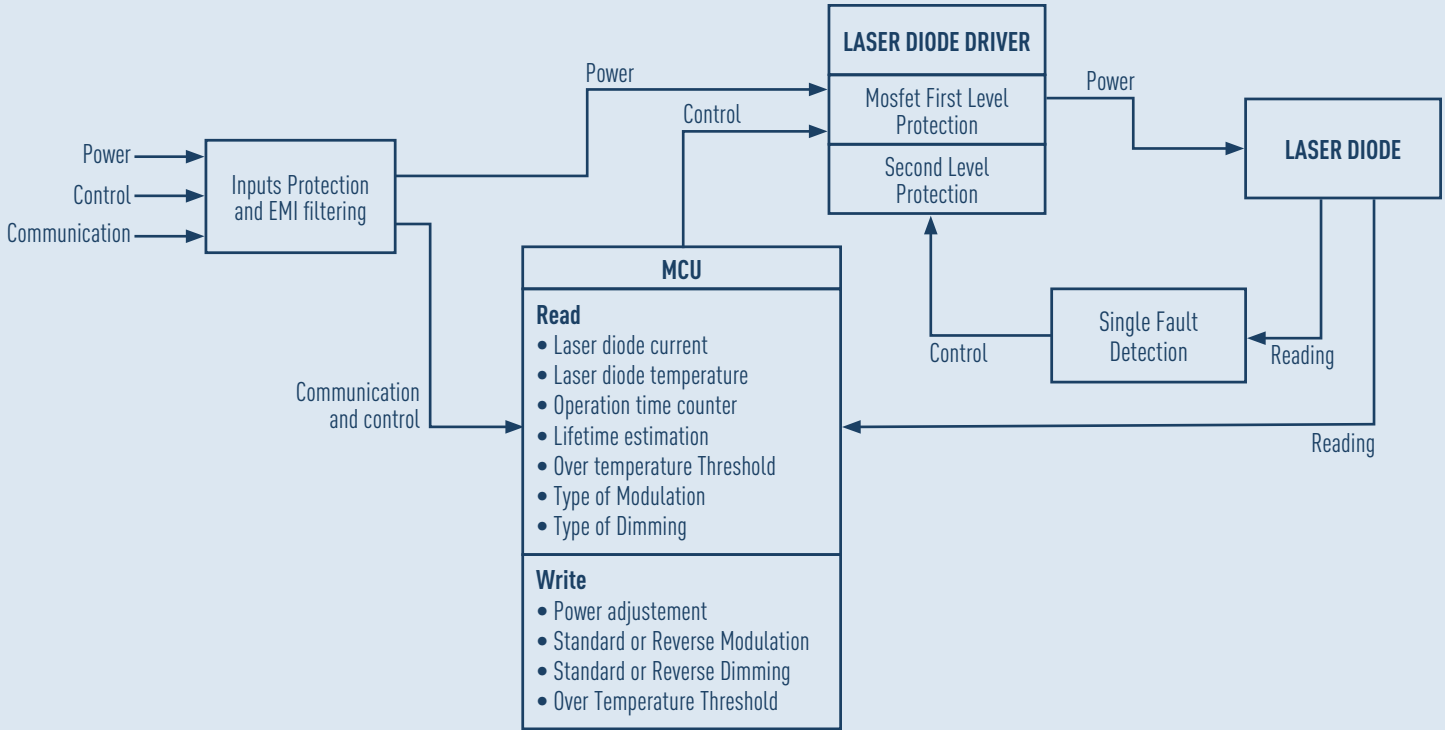 LASER DIODE DRIVER
Power
Mosfet First Level
Protection
Power
Control
Second Level
Protection
LASER DIODE
Power
Control
Communication
Inputs Protection
and EMI filtering
MCU
Read
• Laser diode current
• Laser diode temperature
• Operation time counter
• Lifetime estimation
• Over temperature Threshold
• Type of Modulation
• Type of Dimming
Write
• Power adjustement
• Standard or Reverse Modulation
• Standard or Reverse Dimming
• Over Temperature Threshold
Communication
and control
Control
Single Fault
Detection
Reading
Reading